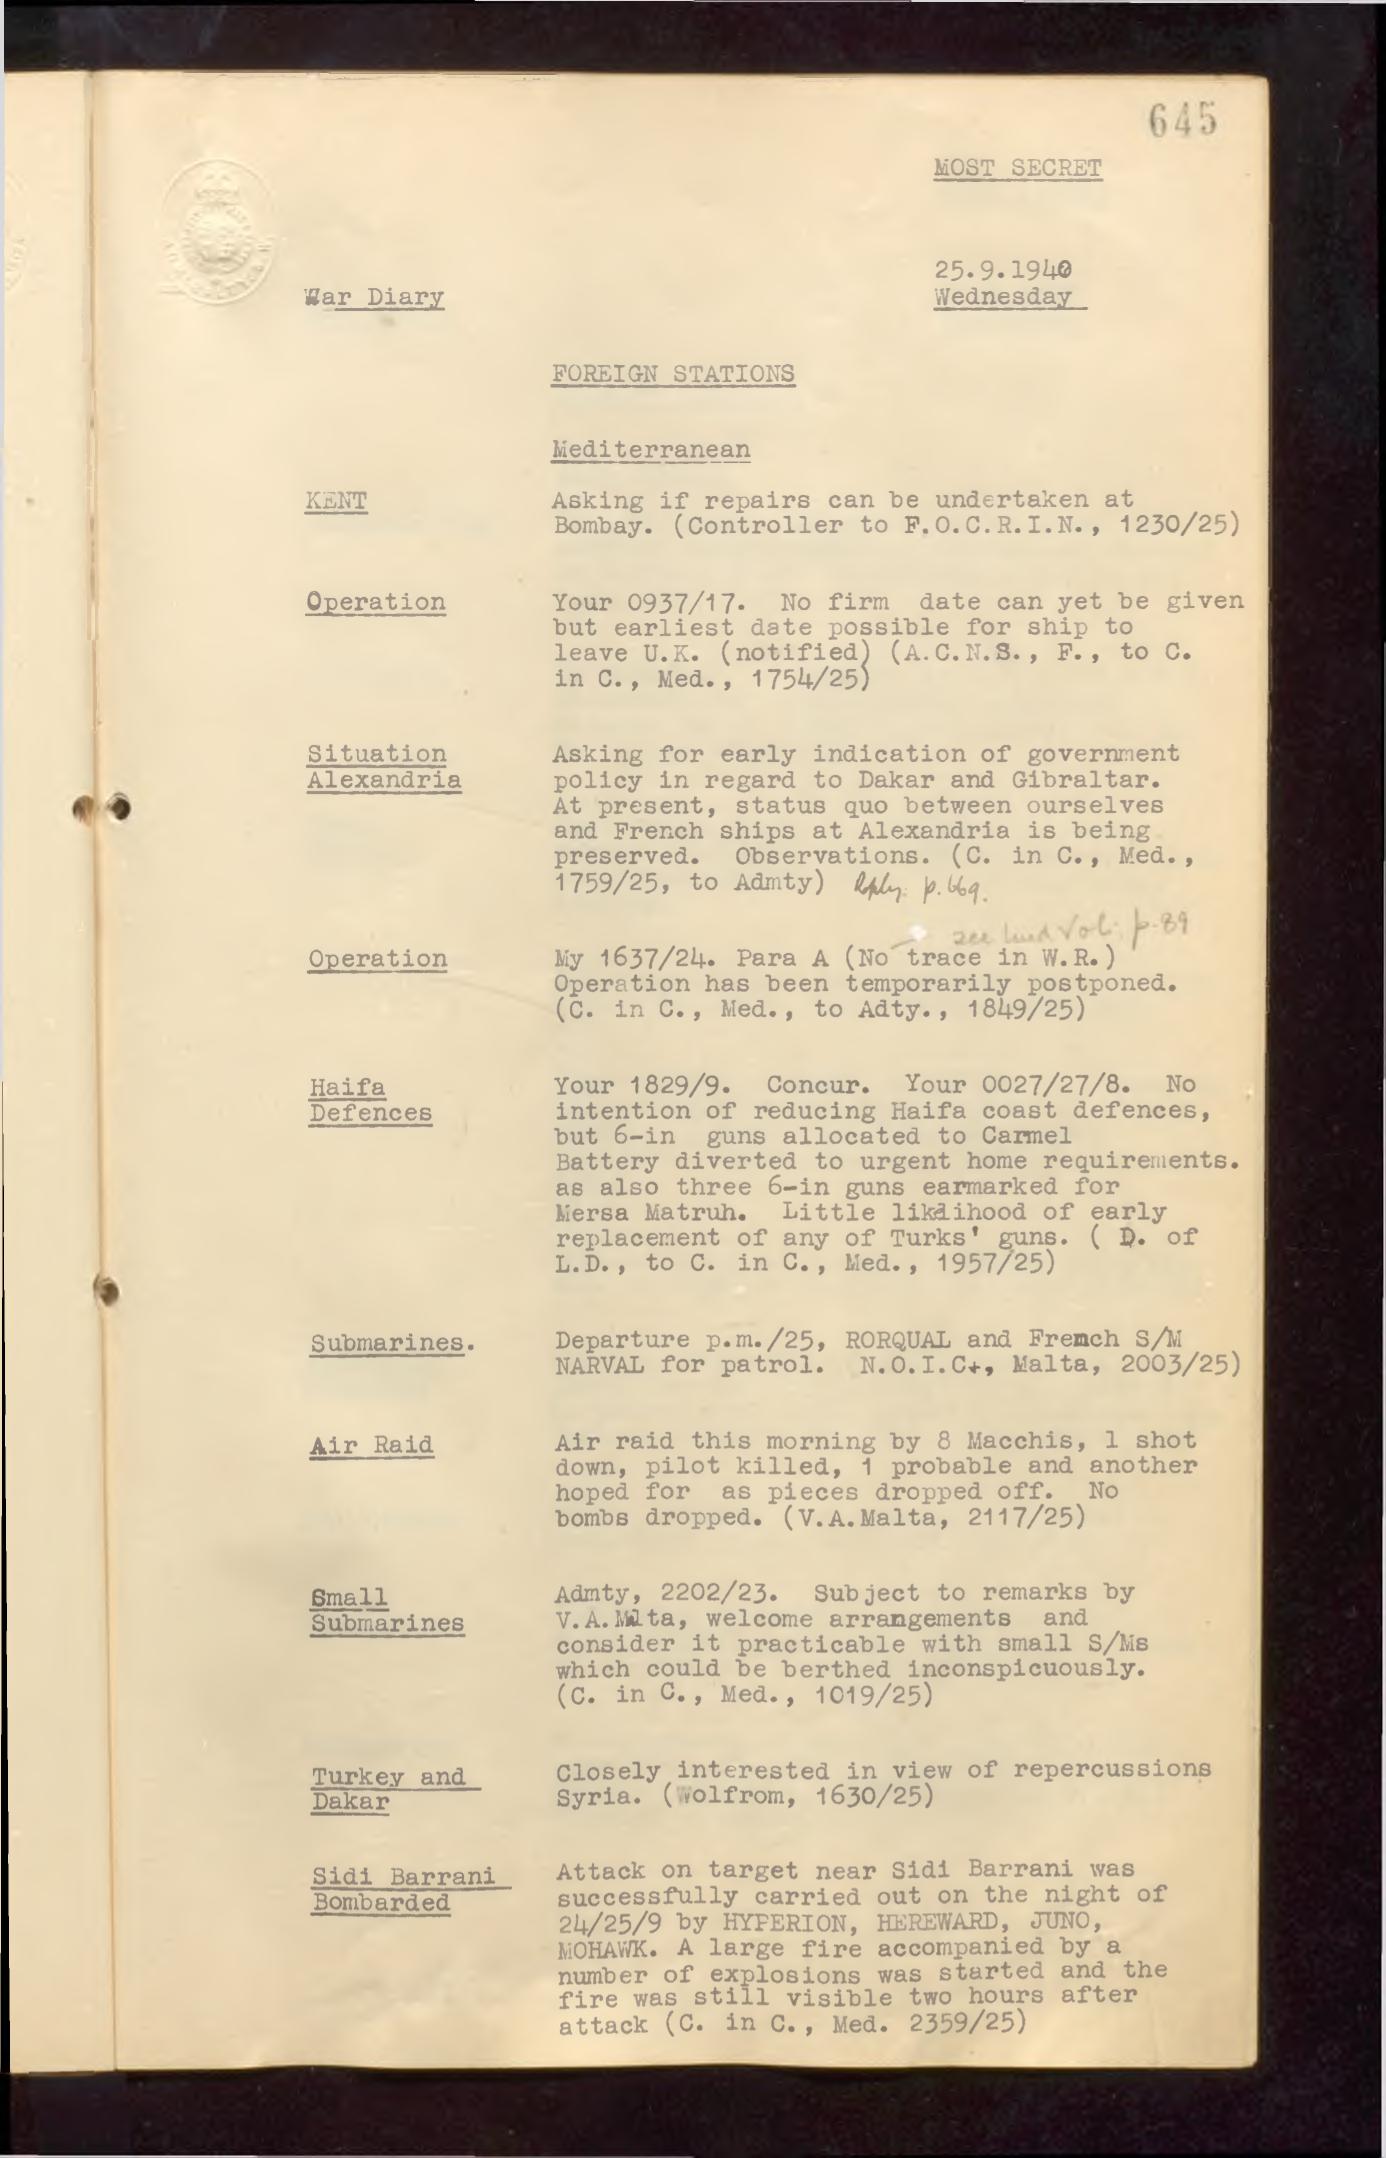 645
MOST SECRET
25.9.1940
War Diary
Wednesday
FOREIGN STATIONS
Mediterranean
KENT
Asking if repairs can be undertaken at
Bombay. (Controller to F.O.C.R.I.N., 1230/25)
Operation
Your 0937/17. No firm date can yet be given
but earliest date possible for ship to
leave U.K. (notified) (A.C.N.S., F., to C.
in C., Med., 1754/25)
Situation
Alexandria
Asking for early indication of government
policy in regard to Dakar and Gibraltar.
At present, status quo between ourselves
and French ships at Alexandria is being
preserved. Observations. (C. in C., Med.,
1759/25, to Admty) Reply p.669.
see Vol: p.89
Operation
My 1637/24. Para A (No trace in W.R.)
Operation has been temporarily postponed.
(C. in C., Med., to Adty., 1849/25)
Haifa
Defences
Your 1829/9. Concur. Your 0027/27/8. No
intention of reducing Haifa coast defences,
but 6-in guns allocated to Carmel
Battery diverted to urgent home requirements.
as also three 6-in guns earmarked for
Mersa Matruh. Little liklihood of early
replacement of any of Turks' guns. ( D. of
L.D., to C. in C., Med., 1957/25)
Submarines.
Departure p.m./25, RORQUAL and French S/M
NARVAL for patrol. N.O.I.C+, Malta, 2003/25)
Air Raid
Air raid this morning by 8 Macchis, 1 shot
down, pilot killed, 1 probable and another
hoped for as pieces dropped off. No
bombs dropped. (V.A.Malta, 2117/25)
Small
Submarines
Admty, 2202/23. Subject to remarks by
V.A.Mlta, welcome arrangements and
consider it practicable with small S/Ms
which could be berthed inconspicuously.
(C. in C., Med., 1019/25)
Turkey and
Dakar
Closely interested in view of repercussions
Syria. (Wolfrom, 1630/25)
Sidi Barrani
Bombarded
Attack on target near Sidi Barrani was
successfully carried out on the night of
24/25/9 by HYPERION, HEREWARD, JUNO,
MOHAWK. A large fire accompanied by a
number of explosions was started and the
fire was still visible two hours after
attack (C. in C., Med. 2359/25)